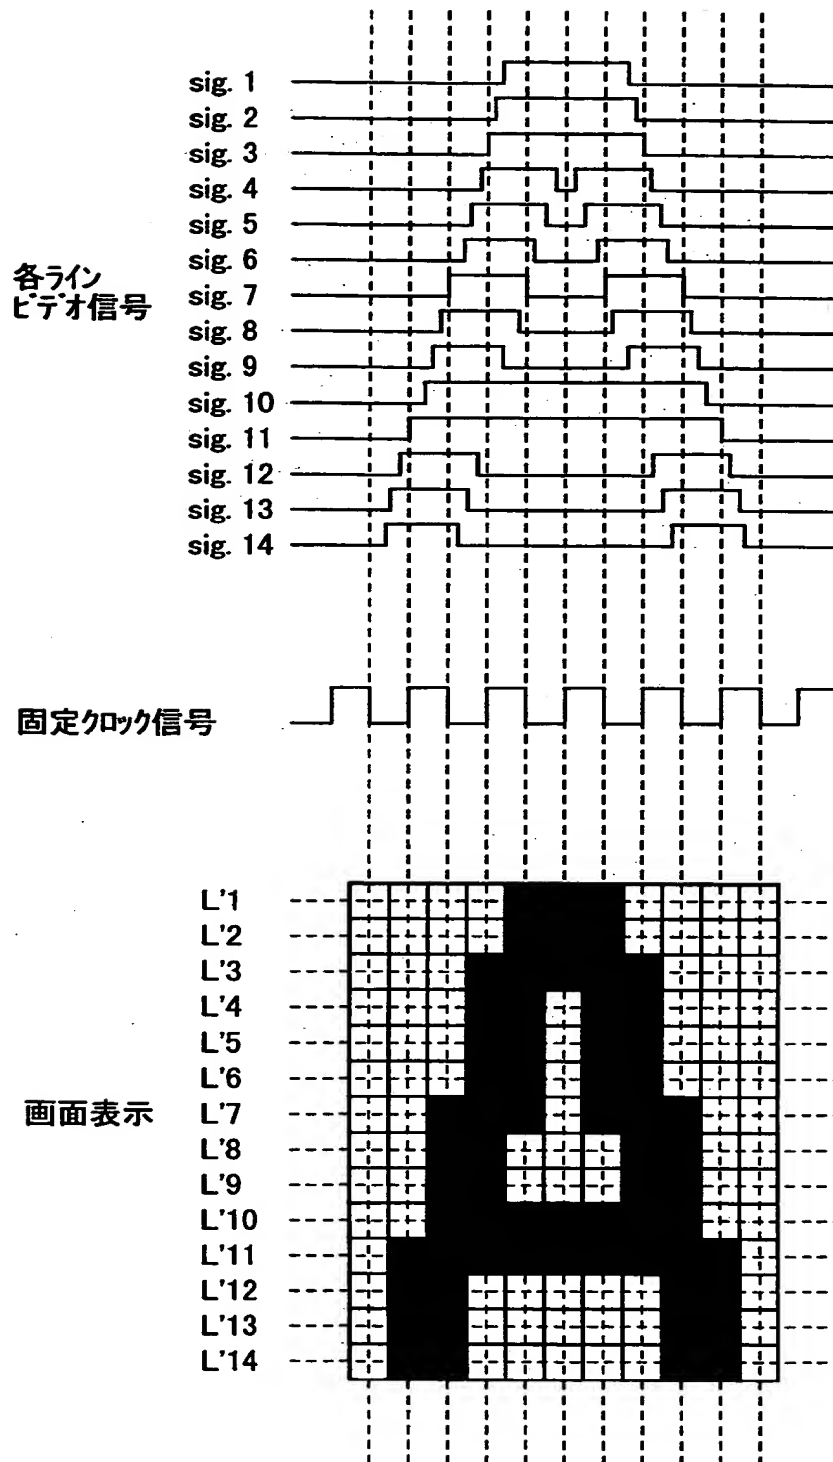 sig. 1
sig. 2
sig. 3
sig. 4
sig. 5
sig. 6
各ライン
ビデオ信号
sig. 7
sig. 8
sig. 9
sig. 10
sig. 11
sig. 12
sig. 13
sig. 14
固定クロック信号
L'1
L'2
L'3
L'4
L'5
L'6
画面表示
L'7
L'8
L'9
L'10
L'11
L'12
L'13
L'14